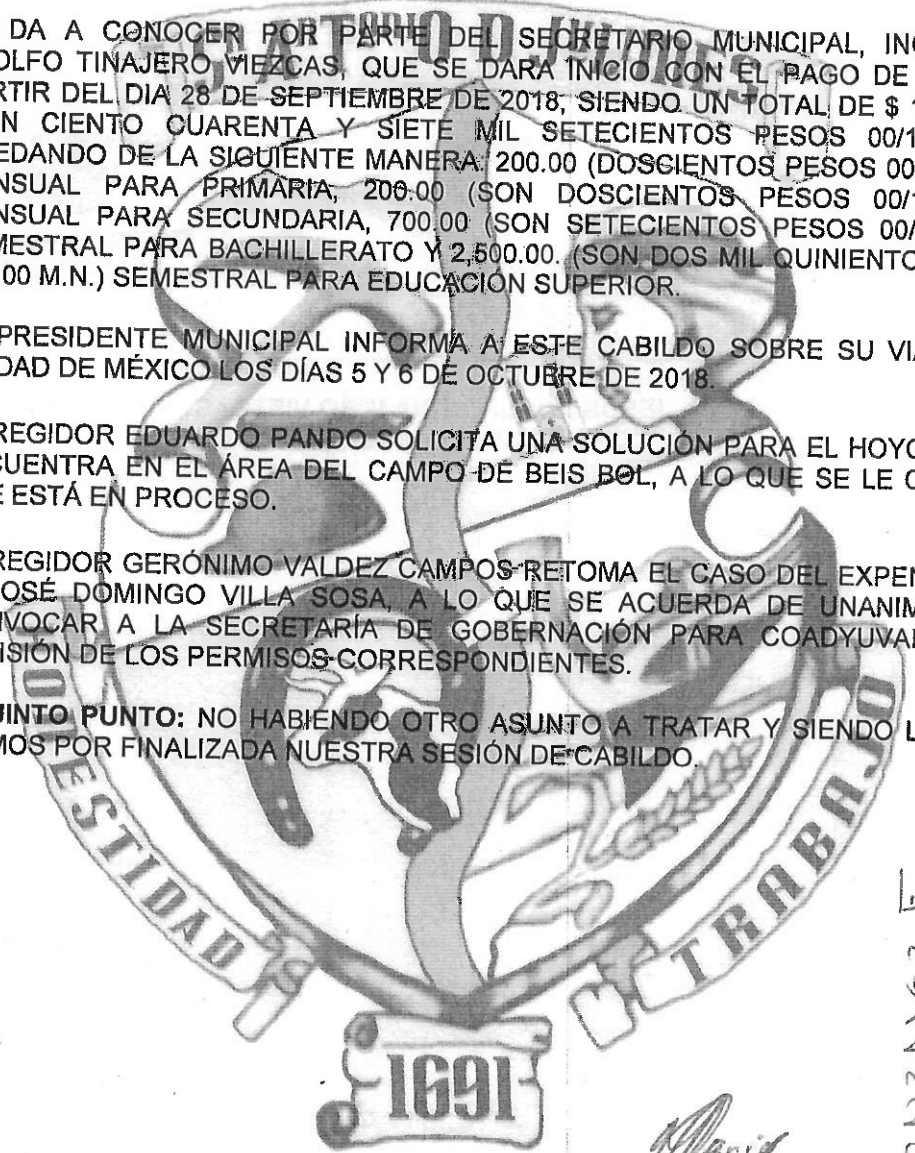 DA A CONOCER POR PARTE DEL SECRETARIO MUNICIPAL, ING
OLFO TINAJERO VIEZCAS, QUE SE DARA INICIO CON EL PAGO DE
RTIR DEL DIA 28 DE SEPTIEMBRE DE 2018, SIENDO UN TOTAL DE $
N CIENTO CUARENTA Y SIETE MIL SETECIENTOS PESOS 00/1
EDANDO DE LA SIGUIENTE MANERA: 200.00 (DOSCIENTOS PESOS 00
NSUAL PARA PRIMARIA, 200.00 (SON DOSCIENTOS PESOS 00/
NSUAL PARA SECUNDARIA, 700.00 (SON SETECIENTOS PESOS 00/
MESTRAL PARA BACHILLERATO Y 2,500.00. (SON DOS MIL QUINIENTO
00 M.N.) SEMESTRAL PARA EDUCACIÓN SUPERIOR.
PRESIDENTE MUNICIPAL INFORMA A ESTE CABILDO SOBRE SU VIA
DAD DE MÉXICO LOS DÍAS 5 Y 6 DE OCTUBRE DE 2018.
REGIDOR EDUARDO PANDO SOLICITA UNA SOLUCIÓN PARA EL HOYO
CUENTRA EN EL ÁREA DEL CAMPO DE BEIS BOL, A LO QUE SE LE C
E ESTÁ EN PROCESO.
REGIDOR GERÓNIMO VALDEZ CAMPOS RETOMA EL CASO DEL EXPEN
JOSÉ DOMINGO VILLA SOSA, A LO QUE SE ACUERDA DE UNANIM
NVOCAR A LA SECRETARÍA DE GOBERNACIÓN PARA COADYUVAR
ISIÓN DE LOS PERMISOS CORRESPONDIENTES.
UINTO PUNTO: NO HABIENDO OTRO ASUNTO A TRATAR Y SIENDO L
MOS POR FINALIZADA NUESTRA SESIÓN DE CABILDO.
HONESTIDAD
TRABAJO
1691